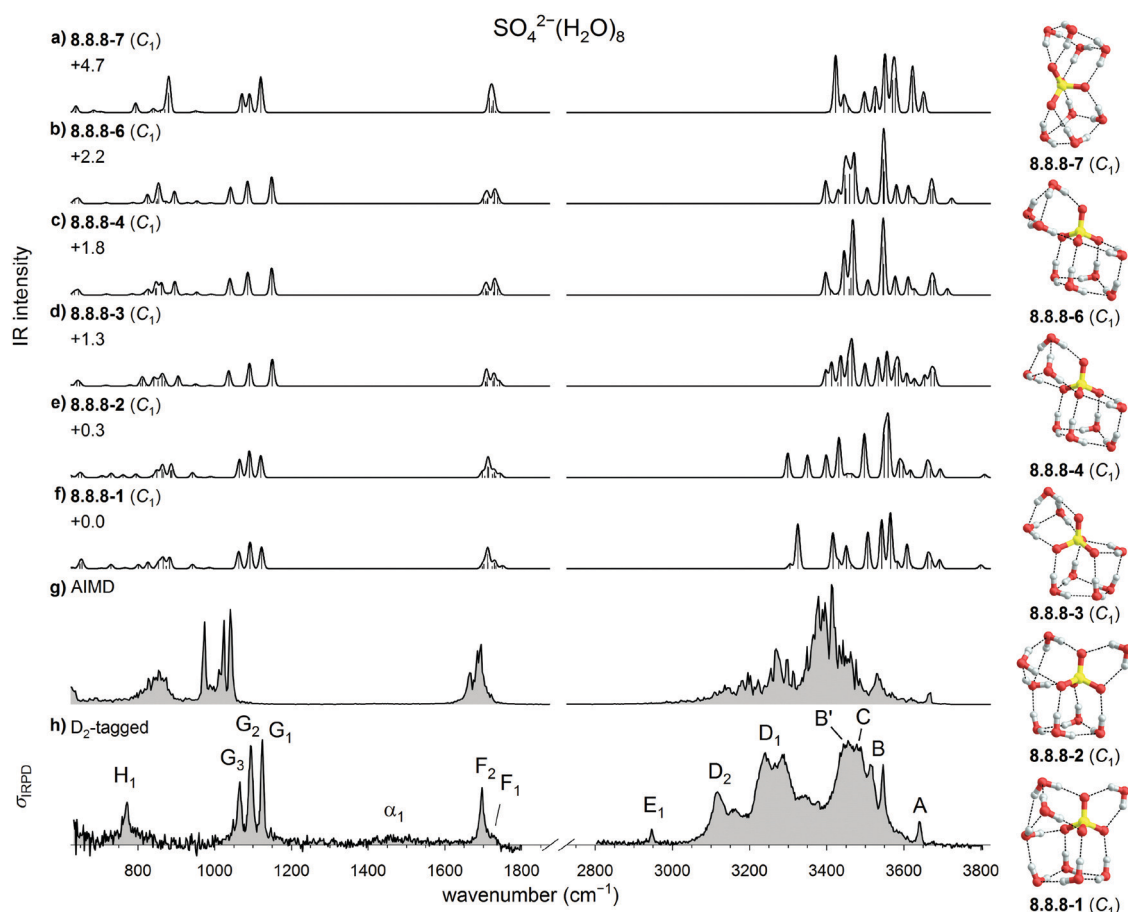 SO₄²⁻(H₂O)₈
a) 8.8.8-7 (C₁)
+4.7
b) 8.8.8-6 (C₁)
+2.2
c) 8.8.8-4 (C₁)
+1.8
d) 8.8.8-3 (C₁)
+1.3
e) 8.8.8-2 (C₁)
+0.3
f) 8.8.8-1 (C₁)
+0.0
g) AIMD
h) D₂-tagged
IR intensity
σIRPD
H₁
G₃
G₂
G₁
α₁
F₂
F₁
E₁
D₂
D₁
B'
C
B
A
800 1000 1200 1400 1600 1800 2800 3000 3200 3400 3600 3800
wavenumber (cm⁻¹)
8.8.8-7 (C₁)
8.8.8-6 (C₁)
8.8.8-4 (C₁)
8.8.8-3 (C₁)
8.8.8-2 (C₁)
8.8.8-1 (C₁)